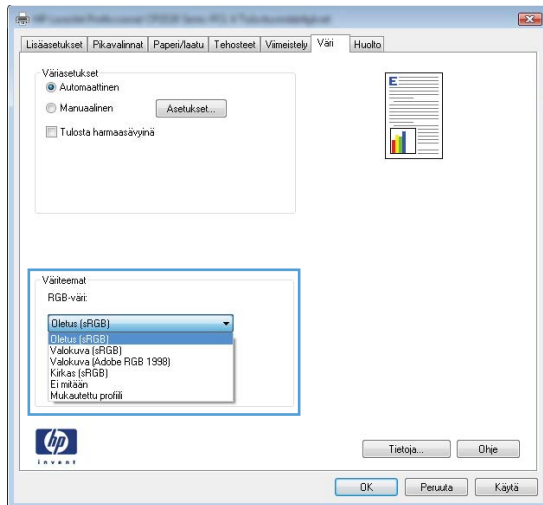 Lisäasetukset Pikavalinnat Paperi/laatu Tehosteet Viimeistely Väri Huolto
Väriasetukset
Automaattinen
Manuaalinen Asetukset...
Tulosta harmaasävyinä
E
Väriteemat
RGB-väri:
Oletus (sRGB)
Oletus (sRGB)
Valokuva (sRGB)
Valokuva (Adobe RGB 1998)
Kirkas (sRGB)
Ei mitään
Mukautettu profiili
hp
invent
Tietoja... Ohje
OK Peruuta Käytä